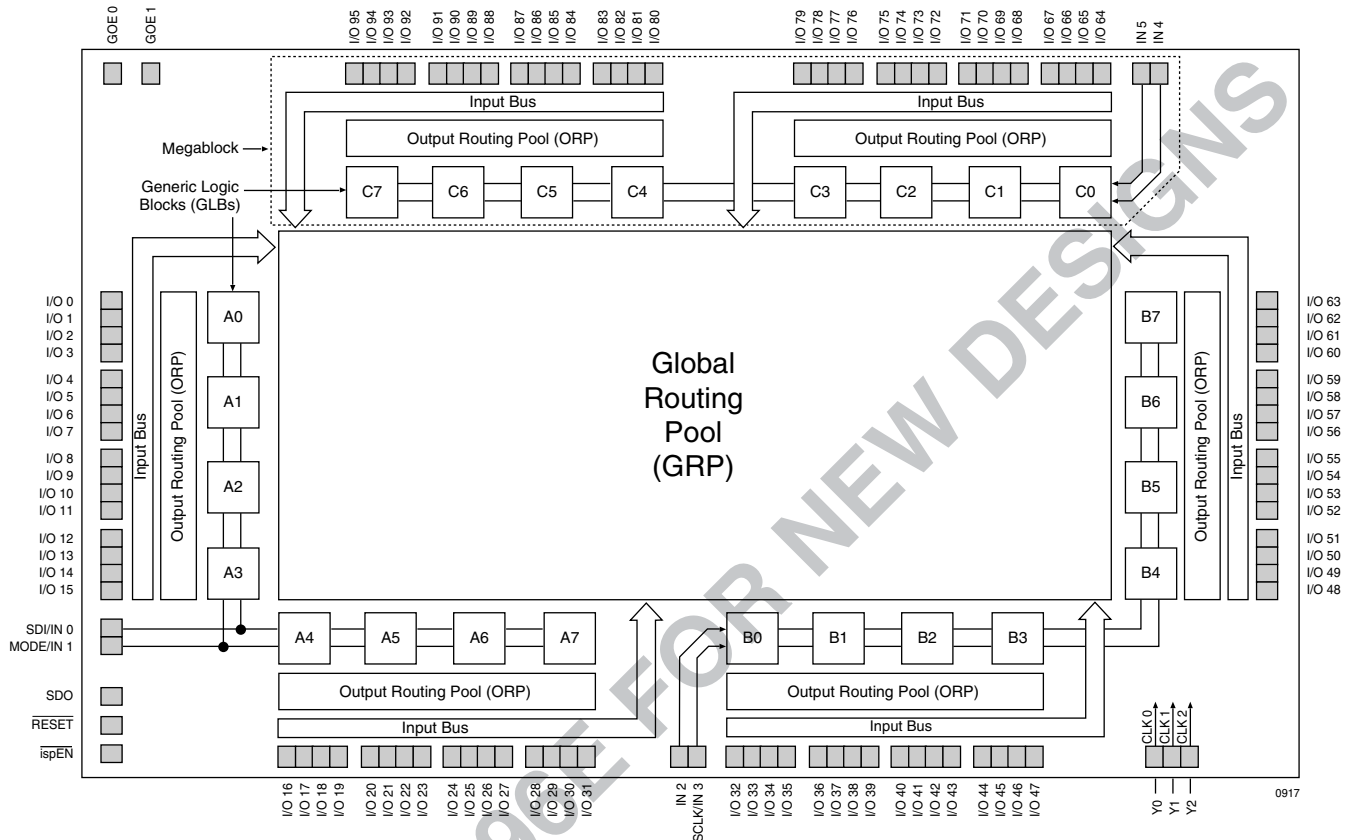 GOE 0
GOE 1
I/O 95
I/O 94
I/O 93
I/O 92
I/O 91
I/O 90
I/O 89
I/O 88
I/O 87
I/O 86
I/O 85
I/O 84
I/O 83
I/O 82
I/O 81
I/O 80
I/O 79
I/O 78
I/O 77
I/O 76
I/O 75
I/O 74
I/O 73
I/O 72
I/O 71
I/O 70
I/O 69
I/O 68
I/O 67
I/O 66
I/O 65
I/O 64
IN 5
IN 4
Input Bus
Input Bus
Output Routing Pool (ORP)
Output Routing Pool (ORP)
Megablock
Generic Logic
Blocks (GLBs)
C7
C6
C5
C4
C3
C2
C1
C0
I/O 0
I/O 1
I/O 2
I/O 3
I/O 4
I/O 5
I/O 6
I/O 7
I/O 8
I/O 9
I/O 10
I/O 11
I/O 12
I/O 13
I/O 14
I/O 15
Input Bus
Output Routing Pool (ORP)
A0
A1
A2
A3
Global
Routing
Pool
(GRP)
B7
B6
B5
B4
Output Routing Pool (ORP)
Input Bus
I/O 63
I/O 62
I/O 61
I/O 60
I/O 59
I/O 58
I/O 57
I/O 56
I/O 55
I/O 54
I/O 53
I/O 52
I/O 51
I/O 50
I/O 49
I/O 48
SDI/IN 0
MODE/IN 1
A4
A5
A6
A7
B0
B1
B2
B3
Output Routing Pool (ORP)
Output Routing Pool (ORP)
Input Bus
Input Bus
SDO
RESET
ispEN
CLK 0
CLK 1
CLK 2
I/O 16
I/O 17
I/O 18
I/O 19
I/O 20
I/O 21
I/O 22
I/O 23
I/O 24
I/O 25
I/O 26
I/O 27
I/O 28
I/O 29
I/O 30
I/O 31
IN 2
SCLK/IN 3
I/O 32
I/O 33
I/O 34
I/O 35
I/O 36
I/O 37
I/O 38
I/O 39
I/O 40
I/O 41
I/O 42
I/O 43
I/O 44
I/O 45
I/O 46
I/O 47
Y0
Y1
Y2
0917
96E FOR NEW DESIGNS